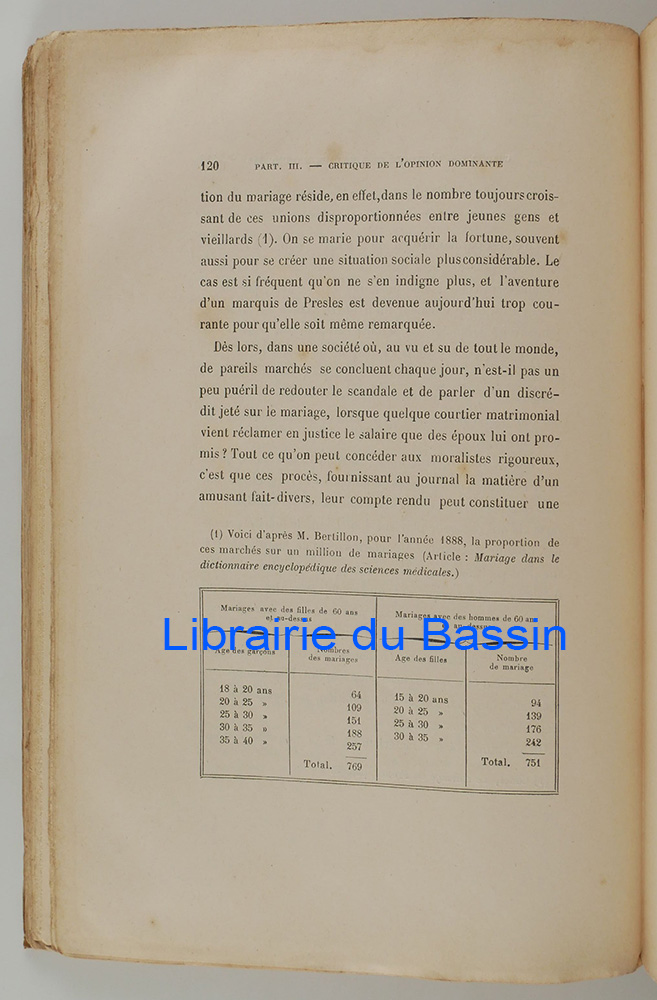 120 PART. III. — CRITIQUE DE L'OPINION DOMINANTE
tion du mariage réside, en effet, dans le nombre toujours crois-
sant de ces unions disproportionnées entre jeunes gens et
vieillards (1). On se marie pour acquérir la fortune, souvent
aussi pour se créer une situation sociale plus considérable. Le
cas est si fréquent qu'on ne s'en indigne plus, et l'aventure
d'un marquis de Presles est devenue aujourd'hui trop cou-
rante pour qu'elle soit même remarquée.
Dès lors, dans une société où, au vu et su de tout le monde,
de pareils marchés se concluent chaque jour, n'est-il pas un
peu puéril de redouter le scandale et de parler d'un discré-
dit jeté sur le mariage, lorsque quelque courtier matrimonial
vient réclamer en justice le salaire que des époux lui ont pro-
mis ? Tout ce qu'on peut concéder aux moralistes rigoureux,
c'est que ces procès, fournissant au journal la matière d'un
amusant fait-divers, leur compte rendu peut constituer une
(1) Voici d'après M. Bertillon, pour l'année 1888, la proportion de
ces marchés sur un million de mariages (Article : Mariage dans le
dictionnaire encyclopédique des sciences médicales.)
Mariages avec des filles de 60 ans
et au-dessus
Mariages avec des hommes de 60 ans
au-dessus
Librairie du Bassin
Age des garçons
Nombres
des mariages
Age des filles
Nombre
de mariage
18 à 20 ans 64 15 à 20 ans 94
20 à 25 » 109 20 à 25 » 139
25 à 30 » 151 25 à 30 » 176
30 à 35 » 188 30 à 35 » 242
35 à 40 » 257
Total. 769 Total. 751